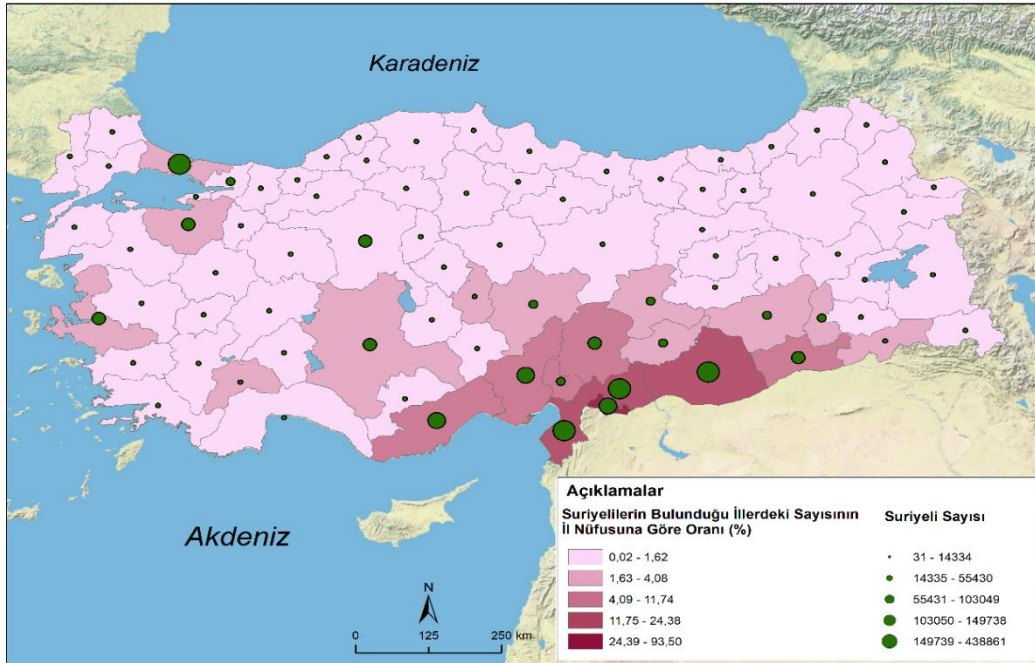 Karadeniz
Akdeniz
N
0 125 250 km
Açıklamalar
Suriyelilerin Bulunduğu İllerdeki Sayısının
İl Nüfusuna Göre Oranı (%)
0,02 - 1,62
1,63 - 4,08
4,09 - 11,74
11,75 - 24,38
24,39 - 93,50
Suriyeli Sayısı
31 - 14334
14335 - 55430
55431 - 103049
103050 - 149738
149739 - 438861